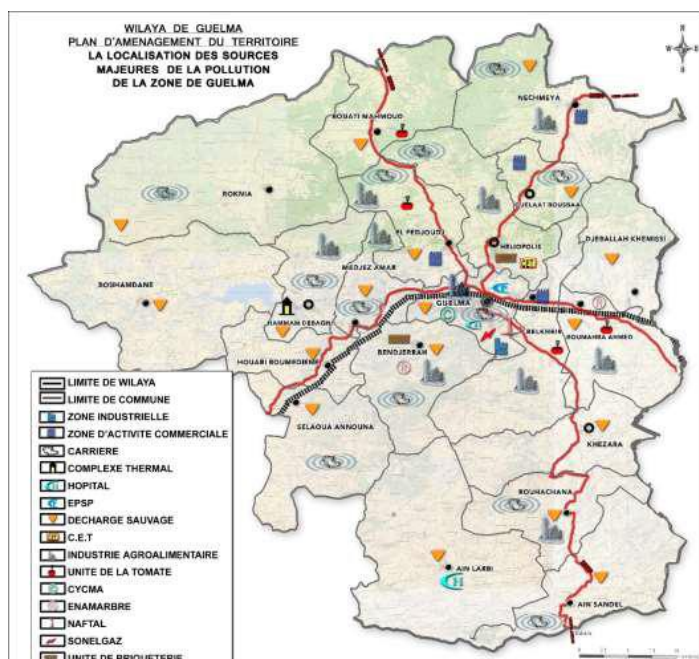 WILAYA DE GUELMA
PLAN D'AMENAGEMENT DU TERRITOIRE
LA LOCALISATION DES SOURCES
MAJEURES DE LA POLLUTION
DE LA ZONE DE GUELMA
N
W
E
S
NECHMEYA
BOUATI MAHMOUD
ROKNIA
GUELAAT BOUSBAA
EL FEDJOUDJ
HELIOPOLIS
DJEBALLAH KHEMISSI
C.E.T
MEDJEZ AMAR
BOUHAMDANE
GUELMA
HAMMAM DEBAGH
BELKHEIR
BOUMAHRA AHMED
HOUARI BOUMEDIENE
BENDJERRAH
SELAOUA ANNOUNA
KHEZARA
BOUHACHANA
AIN LARBI
H
AIN SANDEL
LIMITE DE WILAYA
LIMITE DE COMMUNE
ZONE INDUSTRIELLE
ZONE D'ACTIVITE COMMERCIALE
CARRIERE
COMPLEXE THERMAL
HOPITAL
EPSP
DECHARGE SAUVAGE
C.E.T
INDUSTRIE AGROALIMENTAIRE
UNITE DE LA TOMATE
CYCMA
ENAMARBRE
NAFTAL
SONELGAZ
UNITE DE BRIQUETERIE